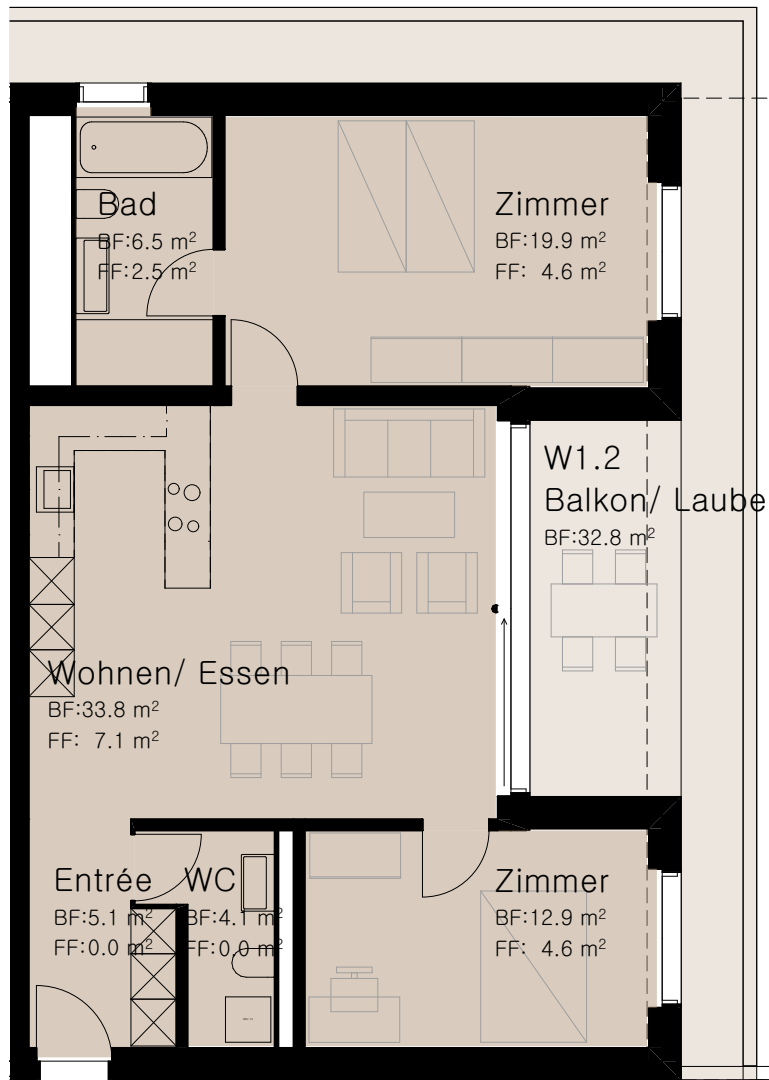 Bad
BF:6.5 m²
FF:2.5 m²
Zimmer
BF:19.9 m²
FF: 4.6 m²
W1.2
Balkon/ Laube
BF:32.8 m²
Wohnen/ Essen
BF:33.8 m²
FF: 7.1 m²
Entrée
BF:5.1 m²
FF:0.0 m²
WC
BF:4.1 m²
FF:0.0 m²
Zimmer
BF:12.9 m²
FF: 4.6 m²